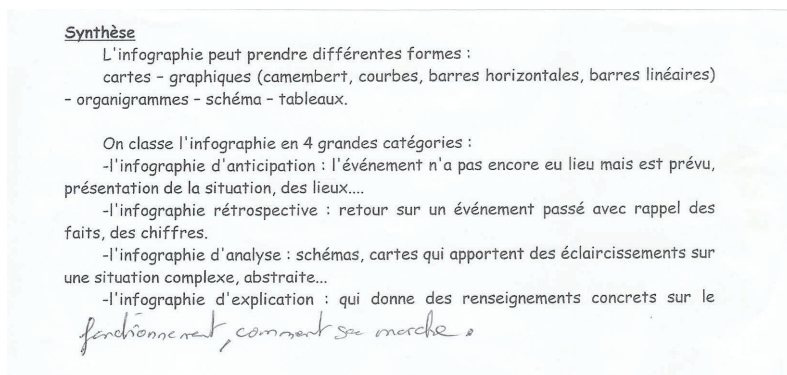 Synthèse
L'infographie peut prendre différentes formes :
cartes – graphiques (camembert, courbes, barres horizontales, barres linéaires)
– organigrammes – schéma – tableaux.
On classe l'infographie en 4 grandes catégories :
-l'infographie d'anticipation : l'événement n'a pas encore eu lieu mais est prévu,
présentation de la situation, des lieux....
-l'infographie rétrospective : retour sur un événement passé avec rappel des
faits, des chiffres.
-l'infographie d'analyse : schémas, cartes qui apportent des éclaircissements sur
une situation complexe, abstraite...
-l'infographie d'explication : qui donne des renseignements concrets sur le
fonctionnement, comment marche.